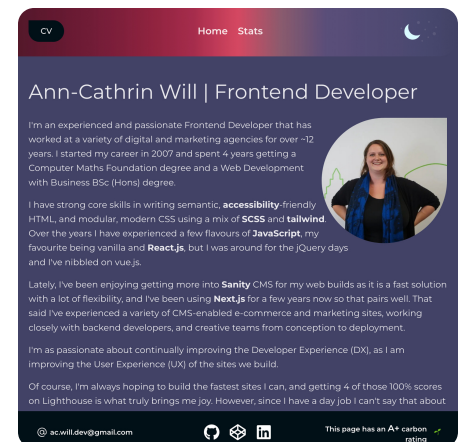 CV
Home Stats
Ann-Cathrin Will | Frontend Developer
I'm an experienced and passionate Frontend Developer that has
worked at a variety of digital and marketing agencies for over ~12
years. I started my career in 2007 and spent 4 years getting a
Computer Maths Foundation degree and a Web Development
with Business BSc (Hons) degree.
I have strong core skills in writing semantic, accessibility-friendly
HTML, and modular, modern CSS using a mix of SCSS and tailwind.
Over the years I have experienced a few flavours of JavaScript, my
favourite being vanilla and React.js, but I was around for the jQuery days
and I've nibbled on vue.js.
Lately, I've been enjoying getting more into Sanity CMS for my web builds as it is a fast solution
with a lot of flexibility, and I've been using Next.js for a few years now so that pairs well. That
said I've experienced a variety of CMS-enabled e-commerce and marketing sites, working
closely with backend developers, and creative teams from conception to deployment.
I'm as passionate about continually improving the Developer Experience (DX), as I am
improving the User Experience (UX) of the sites we build.
Of course, I'm always hoping to build the fastest sites I can, and getting 4 of those 100% scores
on Lighthouse is what truly brings me joy. However, since I have a day job I can't say that about
@ ac.will.dev@gmail.com
in
This page has an A+ carbon
rating